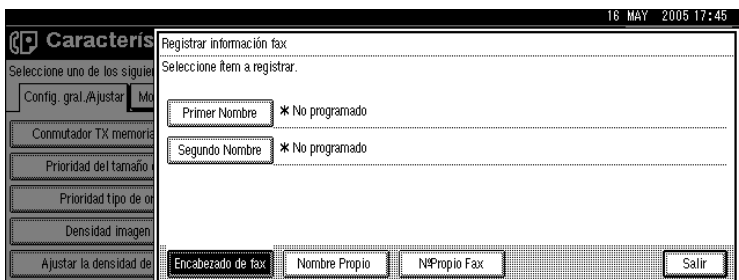 16 MAY 2005 17:45
Caracterís
Seleccione uno de los siguien
Config. gral./Ajustar Mo
Conmutador TX memoria
Prioridad del tamaño
Prioridad tipo de or
Densidad imagen
Ajustar la densidad de
Registrar información fax
Seleccione ítem a registrar.
Primer Nombre * No programado
Segundo Nombre * No programado
Encabezado de fax Nombre Propio NºPropio Fax Salir